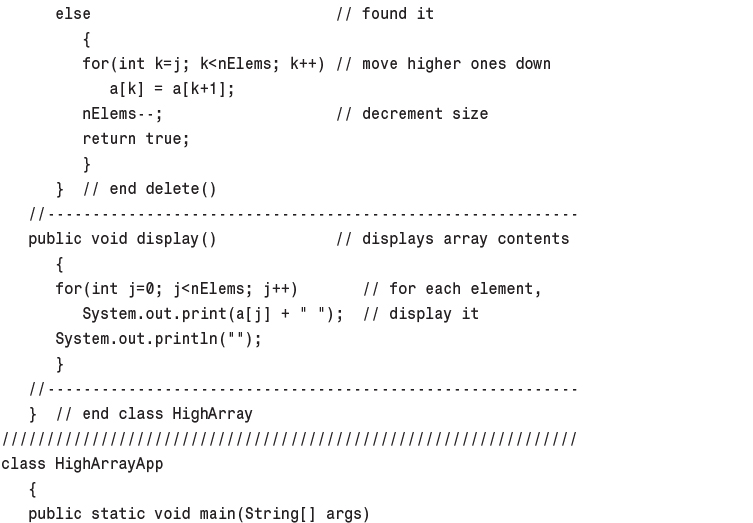 else // found it
{
for(int k=j; k<nElems; k++) // move higher ones down
a[k] = a[k+1];
nElems--; // decrement size
return true;
}
} // end delete()
//-----------------------------------------------------------
public void display() // displays array contents
{
for(int j=0; j<nElems; j++) // for each element,
System.out.print(a[j] + " "); // display it
System.out.println("");
}
//-----------------------------------------------------------
} // end class HighArray
////////////////////////////////////////////////////////////////
class HighArrayApp
{
public static void main(String[] args)